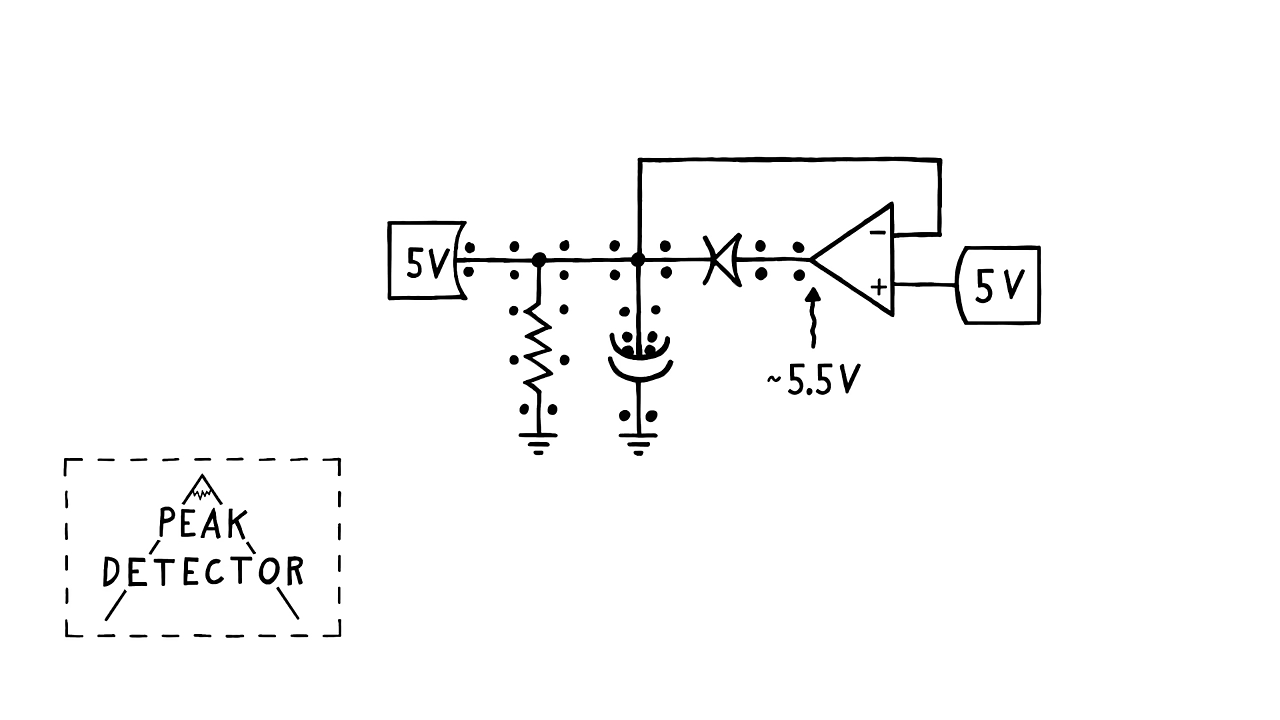 5V
−
+
5V
~5.5V
PEAK
DETECTOR